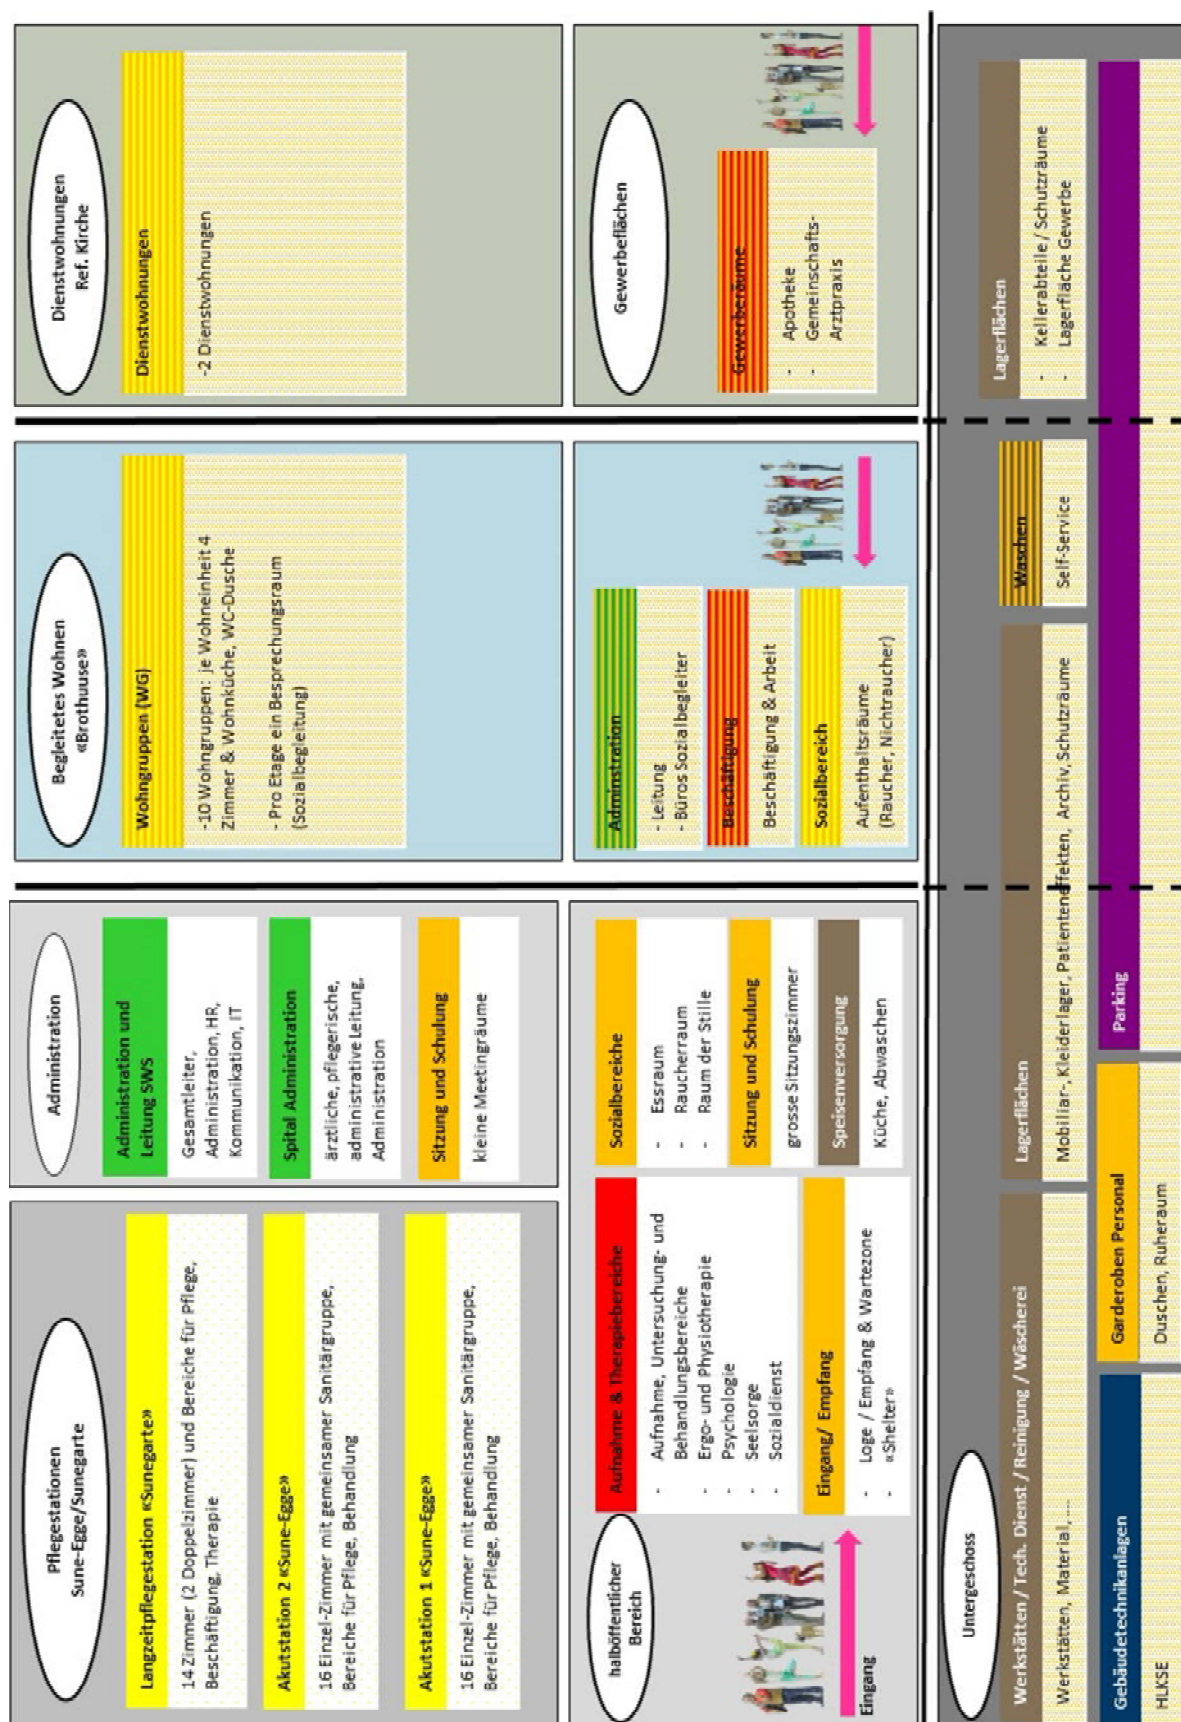 Pflegestationen
Sune-Egge/Sunegarte
Langzeitpflegestation «Sunegarte»
14 Zimmer (2 Doppelzimmer) und Bereiche für Pflege,
Beschäftigung, Therapie
Akutstation 2 «Sune-Egge»
16 Einzel-Zimmer mit gemeinsamer Sanitärgruppe,
Bereiche für Pflege, Behandlung
Akutstation 1 «Sune-Egge»
16 Einzel-Zimmer mit gemeinsamer Sanitärgruppe,
Bereiche für Pflege, Behandlung
Administration
Administration und
Leitung SWS
Gesamtleiter,
Administration, HR,
Kommunikation, IT
Spital Administration
ärztliche, pflegerische,
administrative Leitung,
Administration
Sitzung und Schulung
kleine Meetingräume
Begleitetes Wohnen
«Brothuuse»
Wohngruppen (WG)
-10 Wohngruppen: je Wohneinheit 4
Zimmer & Wohnküche, WC-Dusche
- Pro Etage ein Besprechungsraum
(Sozialbegleitung)
Dienstwohnungen
Ref. Kirche
Dienstwohnungen
-2 Dienstwohnungen
halböffentlicher
Bereich
Eingang
Aufnahme & Therapiebereiche
- Aufnahme, Untersuchung- und
Behandlungsbereiche
- Ergo- und Physiotherapie
- Psychologie
- Seelsorge
- Sozialdienst
Eingang/ Empfang
- Loge / Empfang & Wartezone
- «Shelter»
Sozialbereiche
- Essraum
- Raucherraum
- Raum der Stille
Sitzung und Schulung
grosse Sitzungszimmer
Speisenversorgung
Küche, Abwaschen
Adminstration
- Leitung
- Büros Sozialbegleiter
Beschäftigung
Beschäftigung & Arbeit
Sozialbereich
Aufenthaltsräume
(Raucher, Nichtraucher)
Gewerbeflächen
Gewerberäume
- Apotheke
- Gemeinschafts-
Arztpraxis
Untergeschoss
Werkstätten / Tech. Dienst / Reinigung / Wäscherei
Werkstätten, Material, ....
Lagerflächen
Mobiliar-, Kleiderlager, Patienteneffekten, Archiv, Schutzräume
Waschen
Self-Service
Lagerflächen
- Kellerabteile / Schutzräume
- Lagerfläche Gewerbe
Gebäudetechnikanlagen
HLKSE
Garderoben Personal
Duschen, Ruheraum
Parking